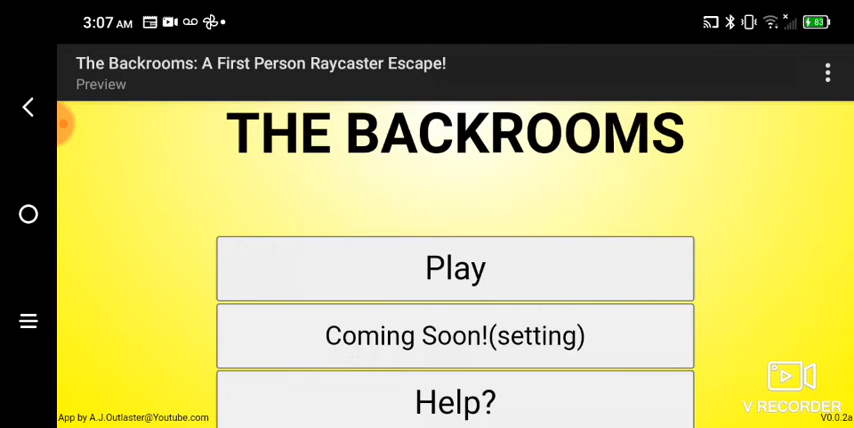 3:07 AM
83
The Backrooms: A First Person Raycaster Escape!
Preview
THE BACKROOMS
Play
Coming Soon!(setting)
Help?
V RECORDER
App by A.J.Outlaster@Youtube.com
V0.0.2a